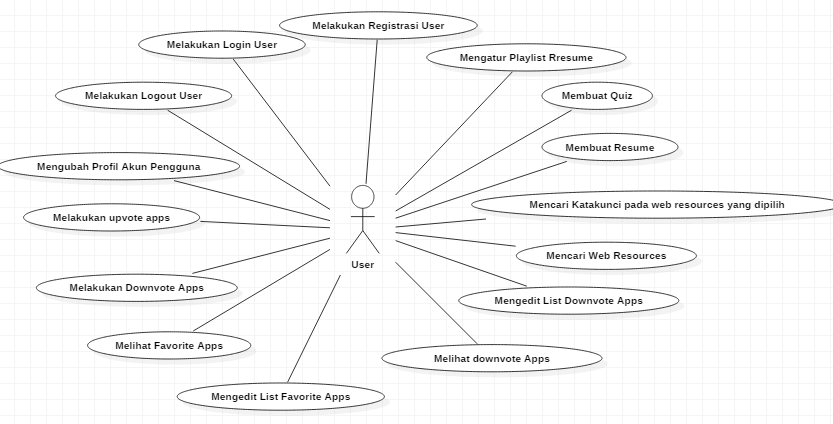 Melakukan Registrasi User
Melakukan Login User
Mengatur Playlist Rresume
Melakukan Logout User
Membuat Quiz
Membuat Resume
Mengubah Profil Akun Pengguna
Mencari Katakunci pada web resources yang dipilih
Melakukan upvote apps
Mencari Web Resources
User
Melakukan Downvote Apps
Mengedit List Downvote Apps
Melihat Favorite Apps
Melihat downvote Apps
Mengedit List Favorite Apps